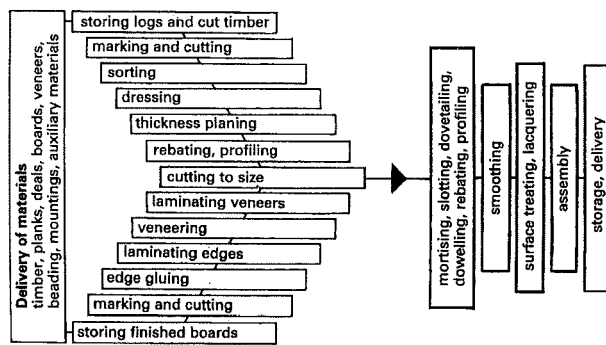 Delivery of materials
timber, planks, deals, boards, veneers,
beading, mountings, auxiliary materials
storing logs and cut timber
marking and cutting
sorting
dressing
thickness planing
rebating, profiling
cutting to size
laminating veneers
veneering
laminating edges
edge gluing
marking and cutting
storing finished boards
mortising, slotting, dovetailing,
dowelling, rebating, profiling
smoothing
surface treating, lacquering
assembly
storage, delivery